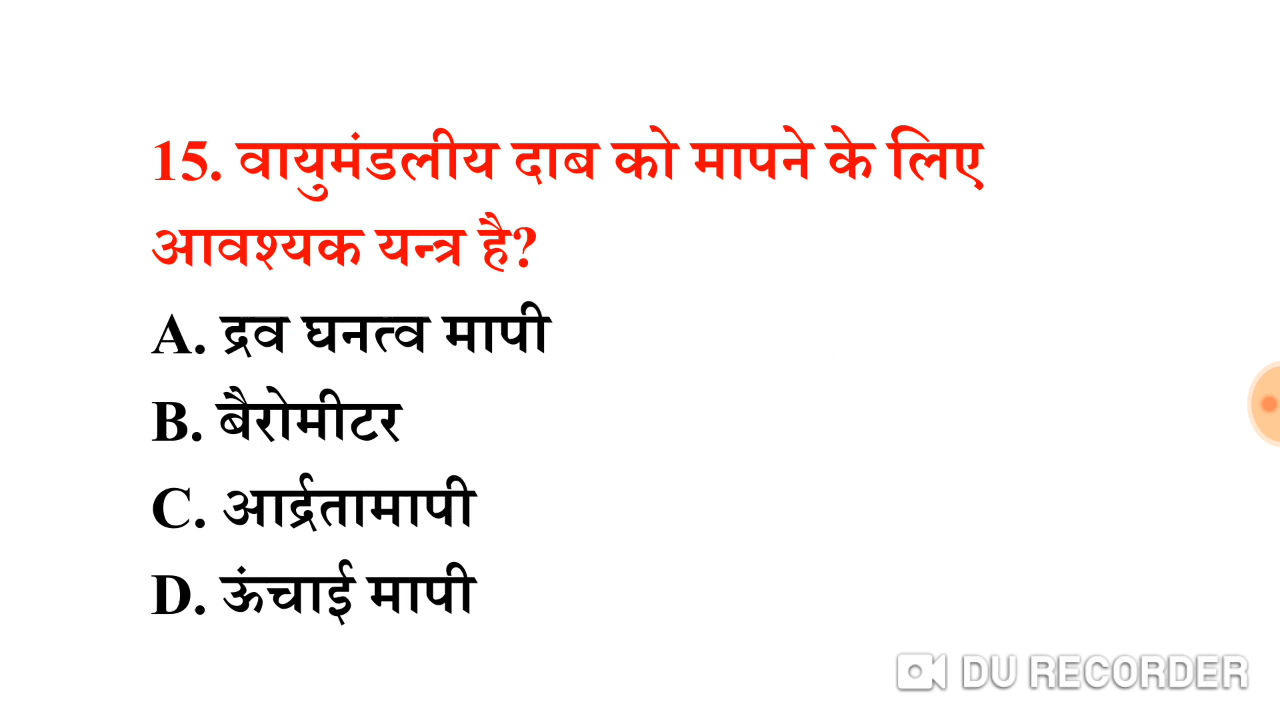 15. वायुमंडलीय दाब को मापने के लिए
आवश्यक यन्त्र है?
A. द्रव घनत्व मापी
B. बैरोमीटर
C. आर्द्रतामापी
D. ऊंचाई मापी
DU RECORDER